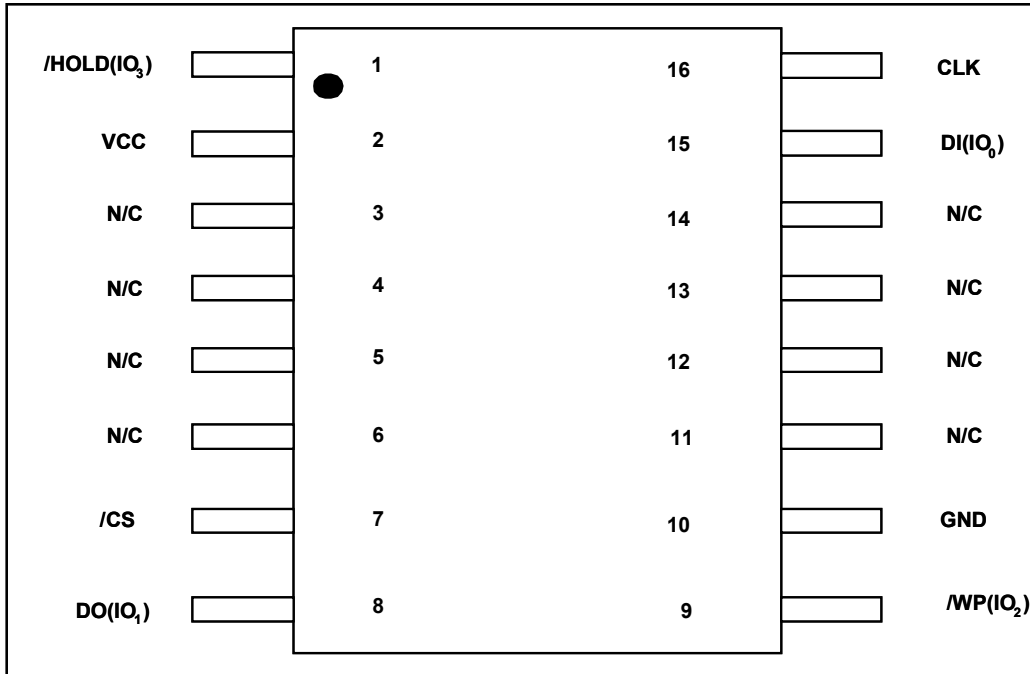 /HOLD(IO3) 1 16 CLK
VCC 2 15 DI(IO0)
N/C 3 14 N/C
N/C 4 13 N/C
N/C 5 12 N/C
N/C 6 11 N/C
/CS 7 10 GND
DO(IO1) 8 9 /WP(IO2)